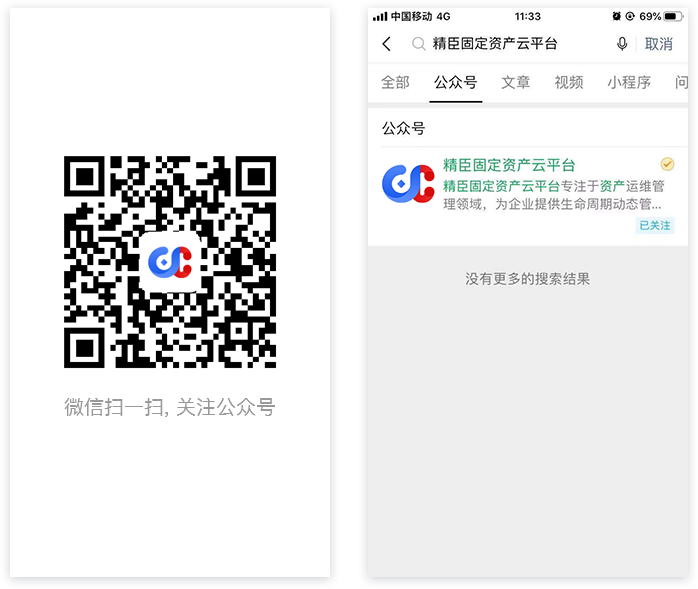 微信扫一扫, 关注公众号
中国移动 4G 11:33 69%
精臣固定资产云平台 取消
全部 公众号 文章 视频 小程序 问
公众号
精臣固定资产云平台
精臣固定资产云平台专注于资产运维管
理领域，为企业提供生命周期动态管...
已关注
没有更多的搜索结果